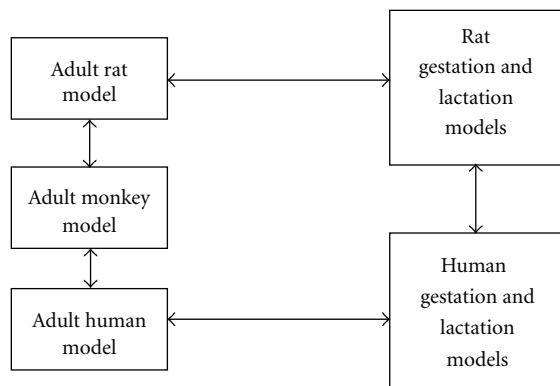 Adult rat
model
Rat
gestation and
lactation
models
Adult monkey
model
Adult human
model
Human
gestation and
lactation
models